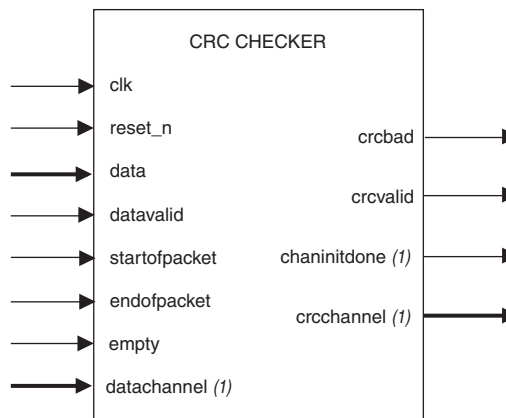 CRC CHECKER
clk
reset_n
data
datavalid
startofpacket
endofpacket
empty
datachannel (1)
crcbad
crcvalid
chaninitdone (1)
crcchannel (1)